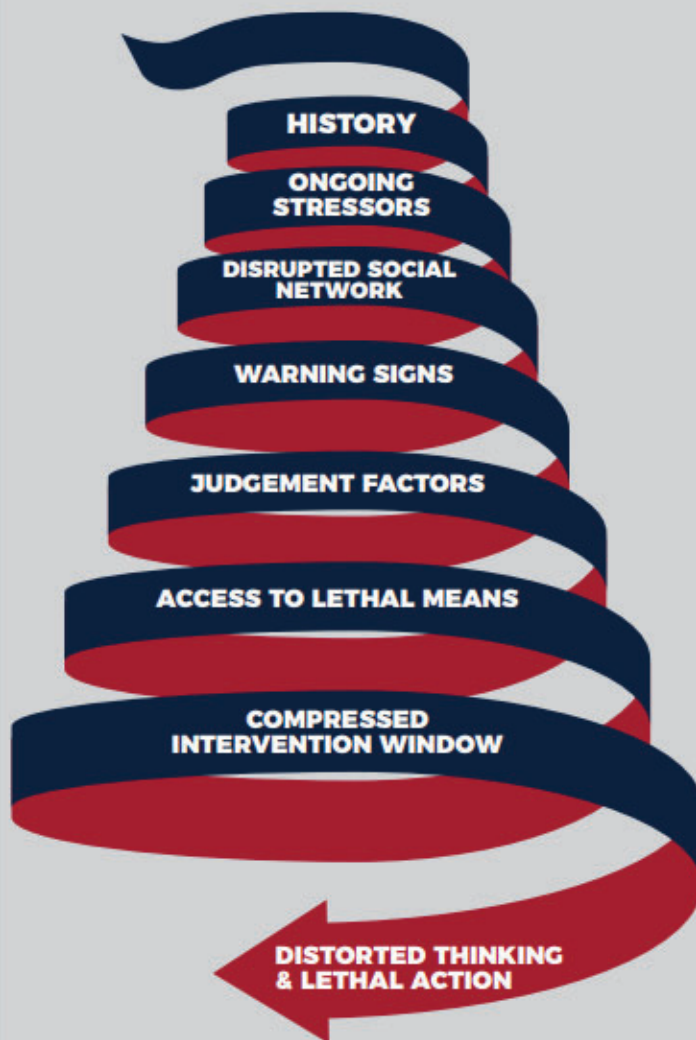 HISTORY
ONGOING
STRESSORS
DISRUPTED SOCIAL
NETWORK
WARNING SIGNS
JUDGEMENT FACTORS
ACCESS TO LETHAL MEANS
COMPRESSED
INTERVENTION WINDOW
DISTORTED THINKING
& LETHAL ACTION